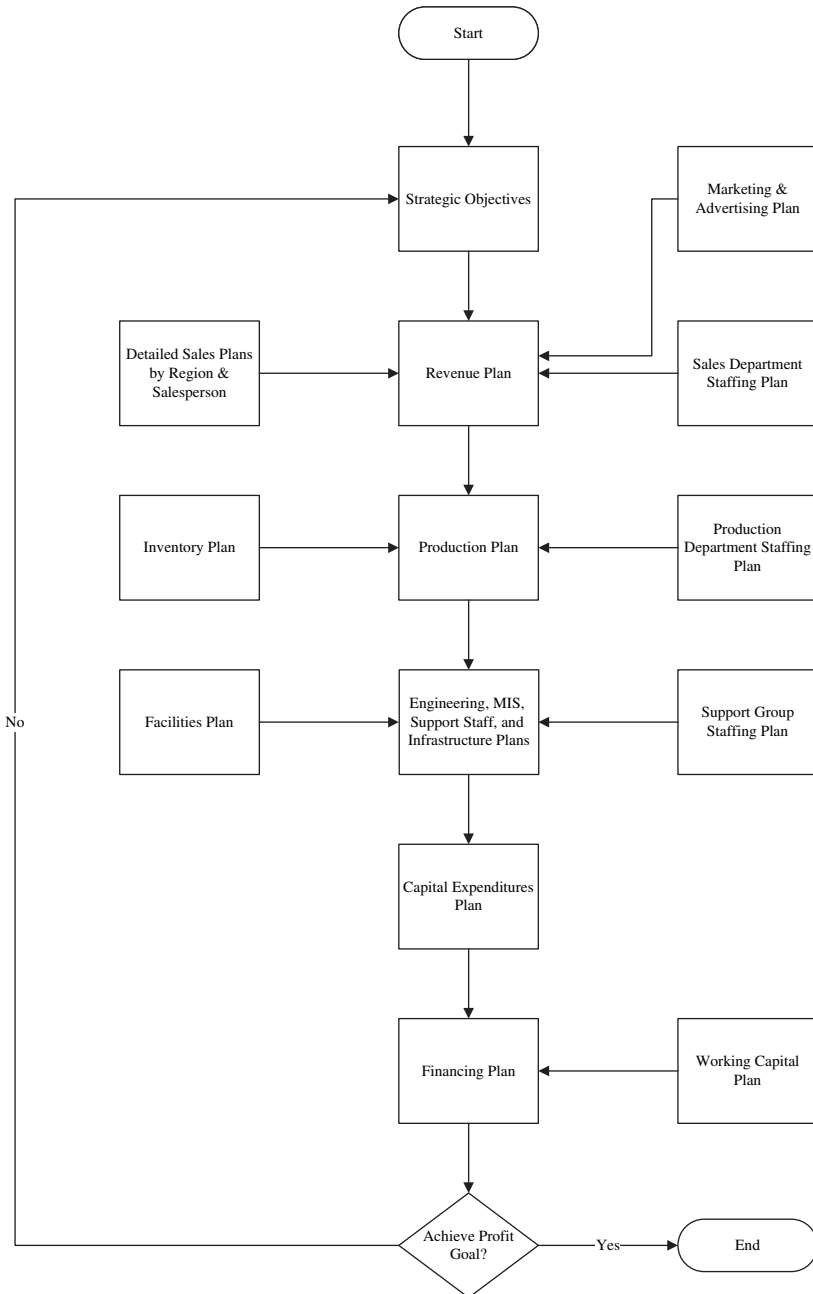 Start
Strategic Objectives
Marketing &
Advertising Plan
Detailed Sales Plans
by Region &
Salesperson
Revenue Plan
Sales Department
Staffing Plan
Inventory Plan
Production Plan
Production
Department Staffing
Plan
No
Facilities Plan
Engineering, MIS,
Support Staff, and
Infrastructure Plans
Support Group
Staffing Plan
Capital Expenditures
Plan
Financing Plan
Working Capital
Plan
Achieve Profit
Goal?
Yes
End